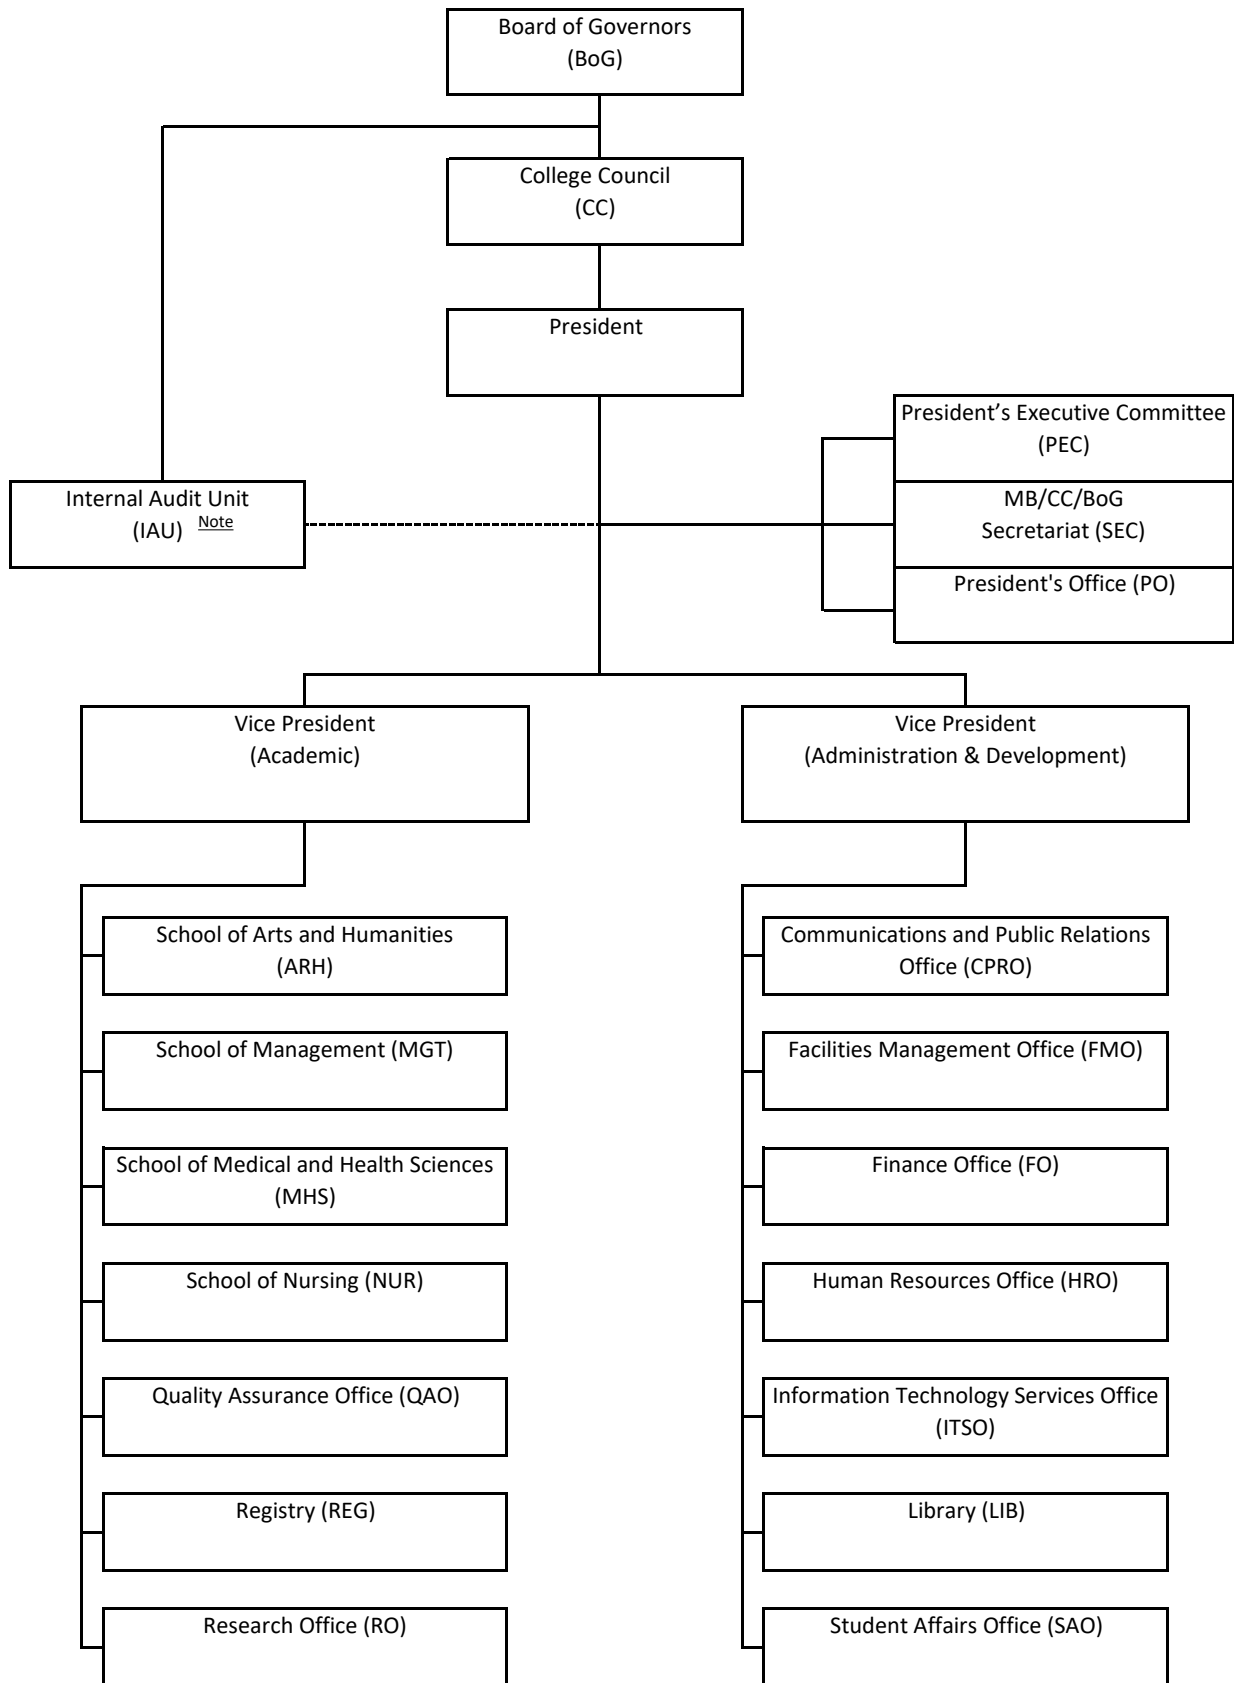 Board of Governors
(BoG)
College Council
(CC)
President
President’s Executive Committee
(PEC)
MB/CC/BoG
Secretariat (SEC)
President's Office (PO)
Internal Audit Unit
(IAU) Note
Vice President
(Academic)
Vice President
(Administration & Development)
School of Arts and Humanities
(ARH)
School of Management (MGT)
School of Medical and Health Sciences
(MHS)
School of Nursing (NUR)
Quality Assurance Office (QAO)
Registry (REG)
Research Office (RO)
Communications and Public Relations
Office (CPRO)
Facilities Management Office (FMO)
Finance Office (FO)
Human Resources Office (HRO)
Information Technology Services Office
(ITSO)
Library (LIB)
Student Affairs Office (SAO)